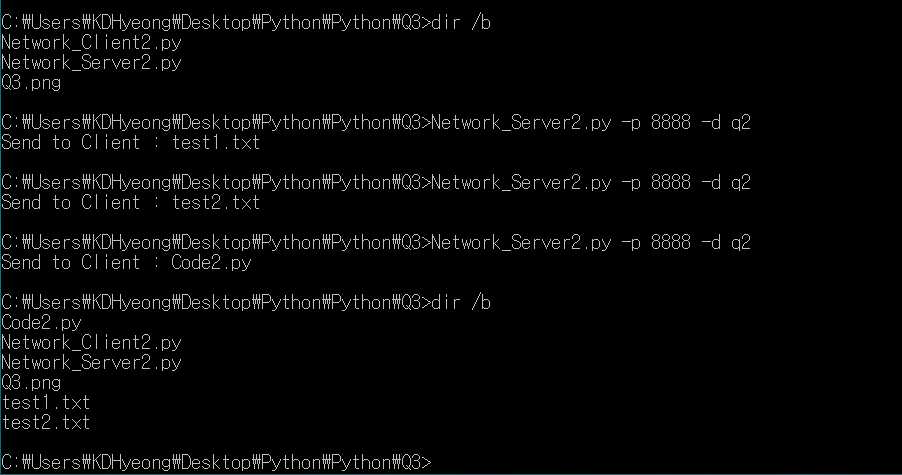 C:₩Users₩KDHyeong₩Desktop₩Python₩Python₩Q3>dir /b
Network_Client2.py
Network_Server2.py
Q3.png
C:₩Users₩KDHyeong₩Desktop₩Python₩Python₩Q3>Network_Server2.py -p 8888 -d q2
Send to Client : test1.txt
C:₩Users₩KDHyeong₩Desktop₩Python₩Python₩Q3>Network_Server2.py -p 8888 -d q2
Send to Client : test2.txt
C:₩Users₩KDHyeong₩Desktop₩Python₩Python₩Q3>Network_Server2.py -p 8888 -d q2
Send to Client : Code2.py
C:₩Users₩KDHyeong₩Desktop₩Python₩Python₩Q3>dir /b
Code2.py
Network_Client2.py
Network_Server2.py
Q3.png
test1.txt
test2.txt
C:₩Users₩KDHyeong₩Desktop₩Python₩Python₩Q3>